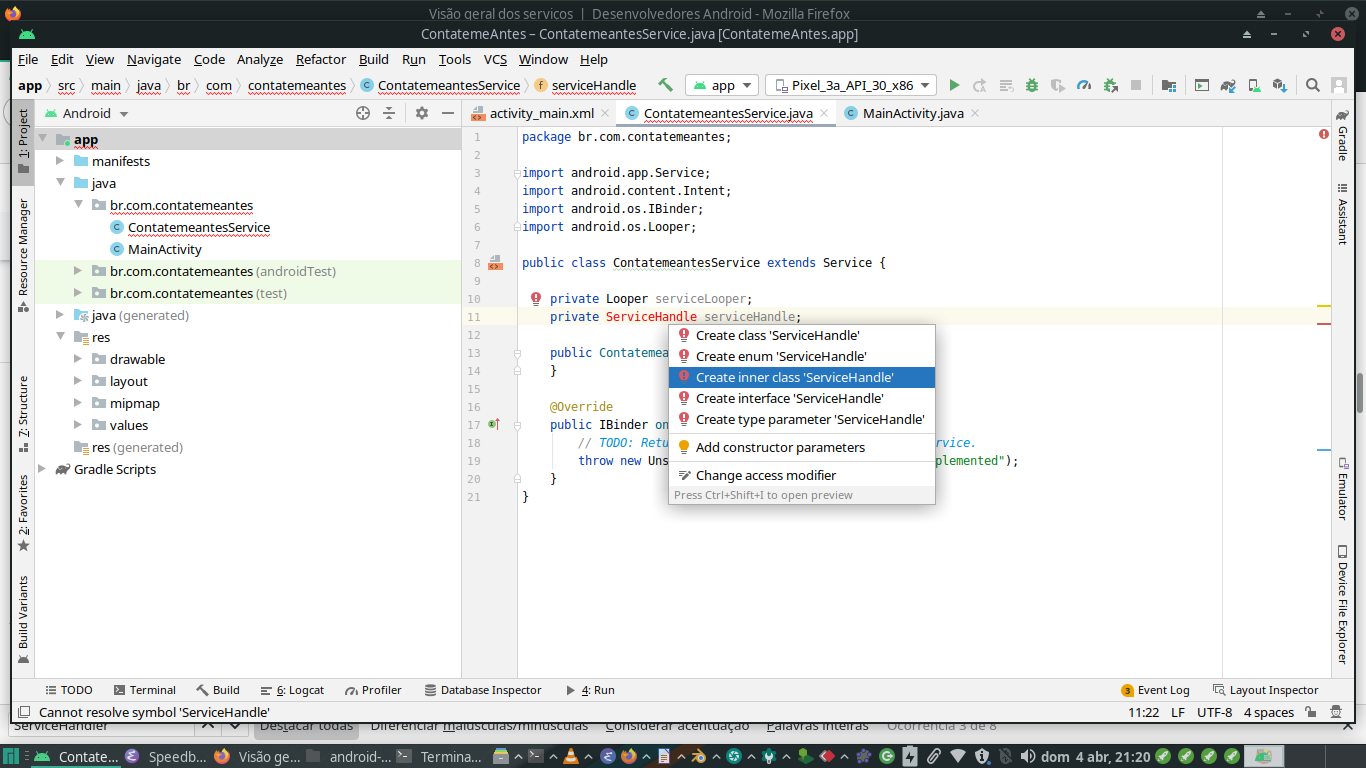 Visão geral dos servicos | Desenvolvedores Android - Mozilla Firefox
ContatemeAntes – ContatemeantesService.java [ContatemeAntes.app]
File Edit View Navigate Code Analyze Refactor Build Run Tools VCS Window Help
app src main java br com contatemeantes ContatemeantesService serviceHandle app Pixel_3a_API_30_x86
Android
activity_main.xml ContatemeantesService.java MainActivity.java
1: Project
Resource Manager
Z: Structure
2: Favorites
Build Variants
app
manifests
java
br.com.contatemeantes
ContatemeantesService
MainActivity
br.com.contatemeantes (androidTest)
br.com.contatemeantes (test)
java (generated)
res
drawable
layout
mipmap
values
res (generated)
Gradle Scripts
1 package br.com.contatemeantes;
2
3 import android.app.Service;
4 import android.content.Intent;
5 import android.os.IBinder;
6 import android.os.Looper;
7
8 public class ContatemeantesService extends Service {
9
10 private Looper serviceLooper;
11 private ServiceHandle serviceHandle;
12
13 public Contatemea
14 }
15
16 @Override
17 public IBinder on
18 // TODO: Retu rvice.
19 throw new Uns plemented");
20 }
21 }
Create class 'ServiceHandle'
Create enum 'ServiceHandle'
Create inner class 'ServiceHandle'
Create interface 'ServiceHandle'
Create type parameter 'ServiceHandle'
Add constructor parameters
Change access modifier
Press Ctrl+Shift+I to open preview
Gradle
Assistant
Emulator
Device File Explorer
TODO Terminal Build 6: Logcat Profiler Database Inspector 4: Run 3 Event Log Layout Inspector
Cannot resolve symbol 'ServiceHandle' 11:22 LF UTF-8 4 spaces
ServiceHandler Destacar todas Diferenciar maiúsculas/minúsculas Considerar acentuação Palavras inteiras Ocorrência 3 de 8
Contate... Speedb... Visão ge... android-... Termina... dom 4 abr, 21:20